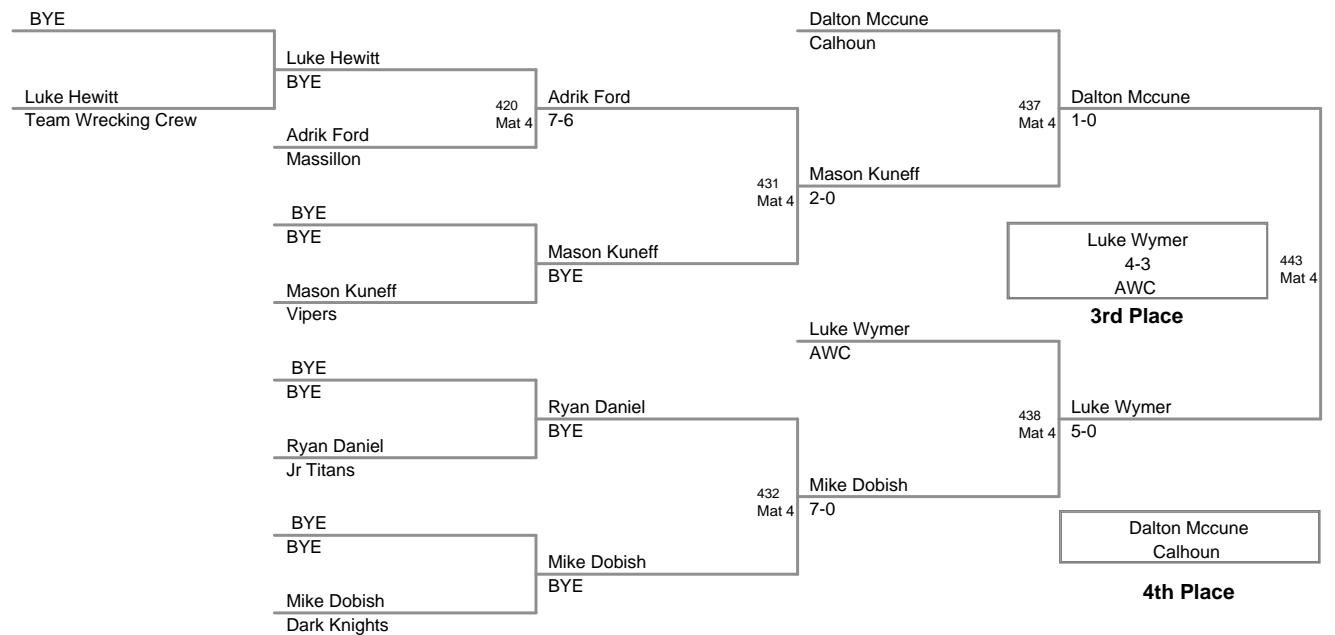 BYE
Luke Hewitt
Team Wrecking Crew
Luke Hewitt
BYE
Adrik Ford
Massillon
BYE
BYE
Mason Kuneff
Vipers
BYE
BYE
Ryan Daniel
Jr Titans
BYE
BYE
Mike Dobish
Dark Knights
420
Mat 4
Adrik Ford
7-6
Mason Kuneff
BYE
Ryan Daniel
BYE
Mike Dobish
BYE
431
Mat 4
432
Mat 4
Dalton Mccune
Calhoun
Mason Kuneff
2-0
Luke Wymer
AWC
Mike Dobish
7-0
437
Mat 4
438
Mat 4
Dalton Mccune
1-0
Luke Wymer
5-0
443
Mat 4
Luke Wymer
4-3
AWC
3rd Place
Dalton Mccune
Calhoun
4th Place